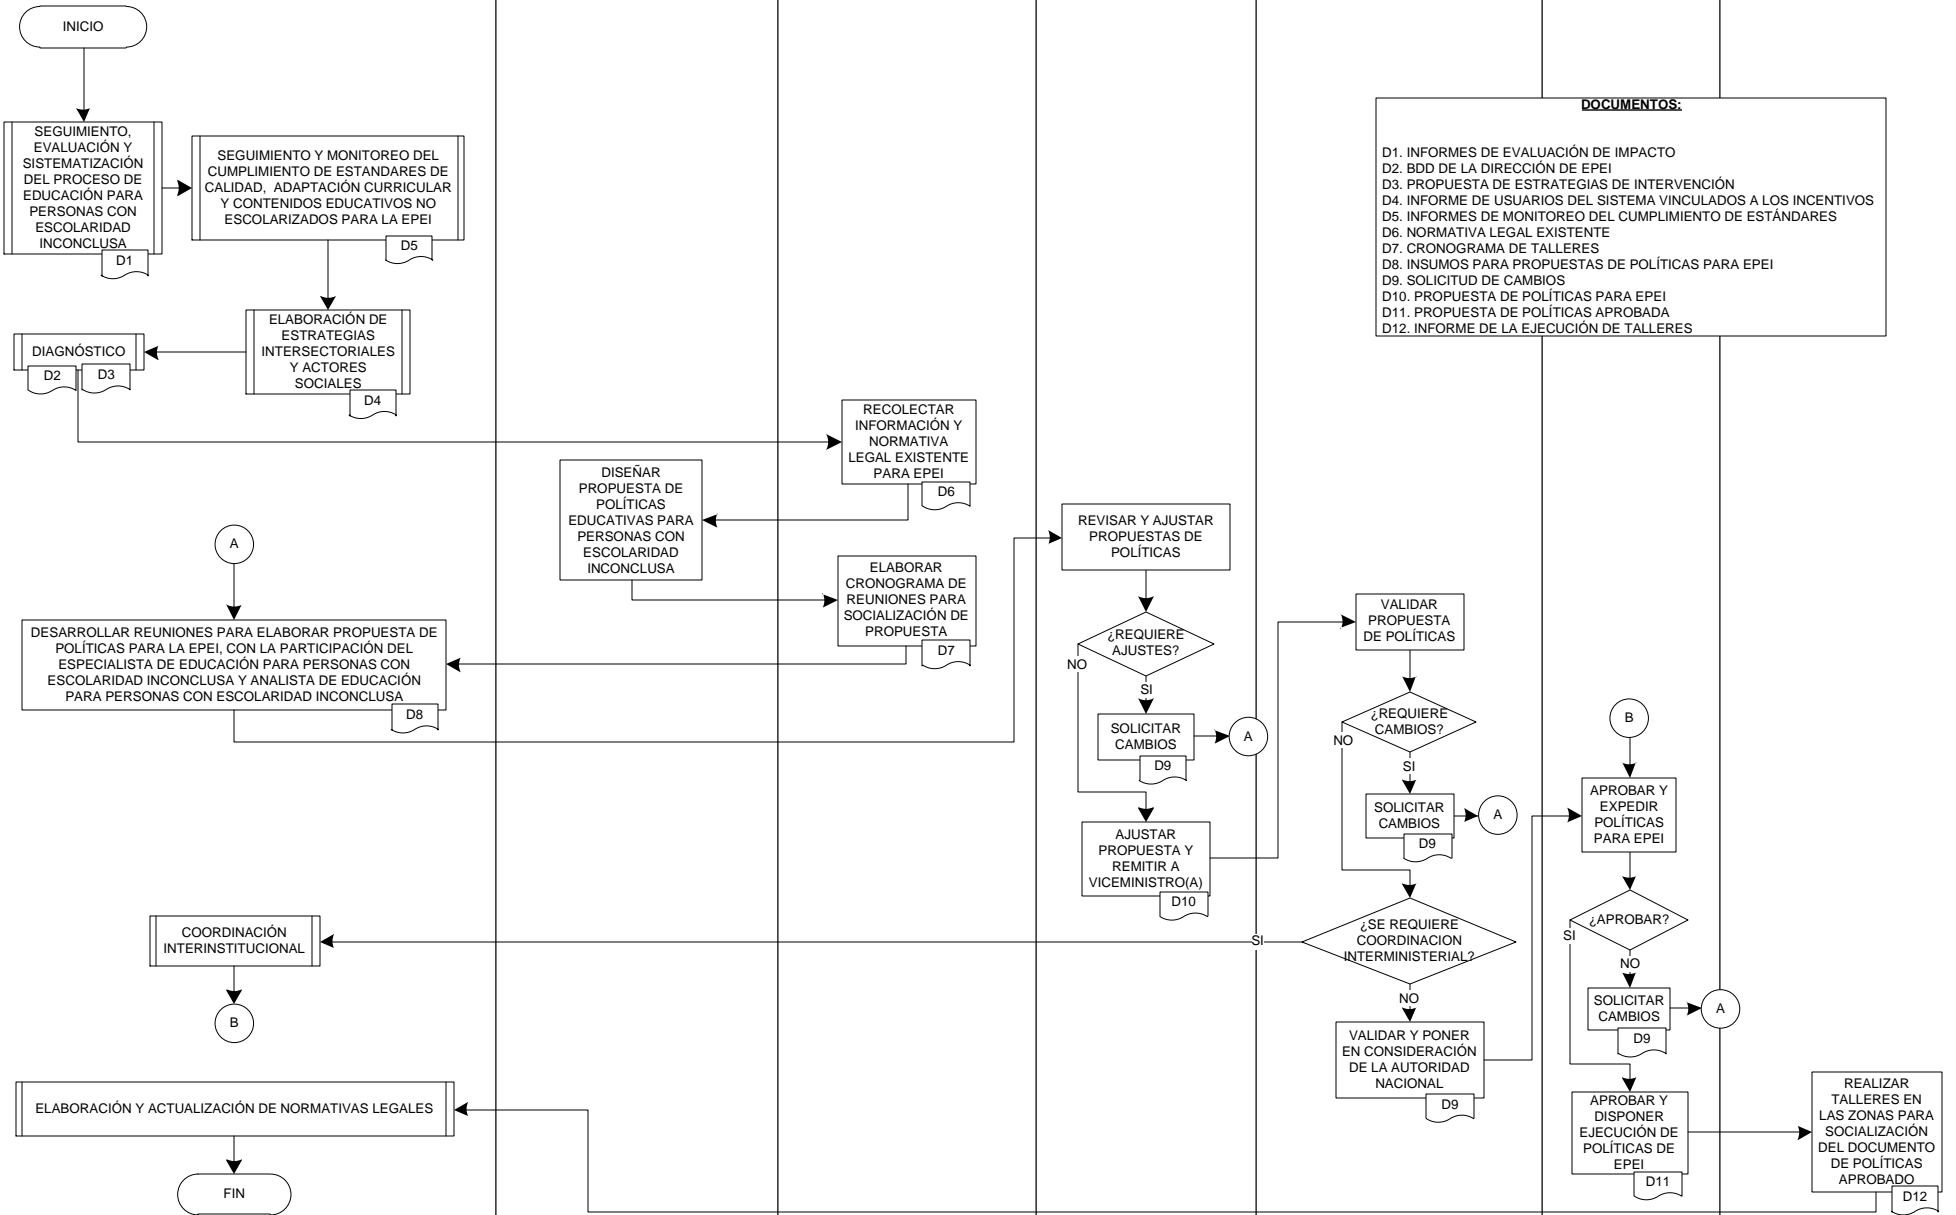 INICIO
SEGUIMIENTO,
EVALUACIÓN Y
SISTEMATIZACIÓN
DEL PROCESO DE
EDUCACIÓN PARA
PERSONAS CON
ESCOLARIDAD
INCONCLUSA
D1
SEGUIMIENTO Y MONITOREO DEL
CUMPLIMIENTO DE ESTANDARES DE
CALIDAD, ADAPTACIÓN CURRICULAR
Y CONTENIDOS EDUCATIVOS NO
ESCOLARIZADOS PARA LA EPEI
D5
DOCUMENTOS:
D1. INFORMES DE EVALUACIÓN DE IMPACTO
D2. BDD DE LA DIRECCIÓN DE EPEI
D3. PROPUESTA DE ESTRATEGIAS DE INTERVENCIÓN
D4. INFORME DE USUARIOS DEL SISTEMA VINCULADOS A LOS INCENTIVOS
D5. INFORMES DE MONITOREO DEL CUMPLIMIENTO DE ESTÁNDARES
D6. NORMATIVA LEGAL EXISTENTE
D7. CRONOGRAMA DE TALLERES
D8. INSUMOS PARA PROPUESTAS DE POLÍTICAS PARA EPEI
D9. SOLICITUD DE CAMBIOS
D10. PROPUESTA DE POLÍTICAS PARA EPEI
D11. PROPUESTA DE POLÍTICAS APROBADA
D12. INFORME DE LA EJECUCIÓN DE TALLERES
ELABORACIÓN DE
ESTRATEGIAS
INTERSECTORIALES
Y ACTORES
SOCIALES
D4
DIAGNÓSTICO
D2
D3
RECOLECTAR
INFORMACIÓN Y
NORMATIVA
LEGAL EXISTENTE
PARA EPEI
D6
DISEÑAR
PROPUESTA DE
POLÍTICAS
EDUCATIVAS PARA
PERSONAS CON
ESCOLARIDAD
INCONCLUSA
ELABORAR
CRONOGRAMA DE
REUNIONES PARA
SOCIALIZACIÓN DE
PROPUESTA
D7
A
DESARROLLAR REUNIONES PARA ELABORAR PROPUESTA DE
POLÍTICAS PARA LA EPEI, CON LA PARTICIPACIÓN DEL
ESPECIALISTA DE EDUCACIÓN PARA PERSONAS CON
ESCOLARIDAD INCONCLUSA Y ANALISTA DE EDUCACIÓN
PARA PERSONAS CON ESCOLARIDAD INCONCLUSA
D8
REVISAR Y AJUSTAR
PROPUESTAS DE
POLÍTICAS
¿REQUIERE
AJUSTES?
NO
SI
SOLICITAR
CAMBIOS
D9
A
AJUSTAR
PROPUESTA Y
REMITIR A
VICEMINISTRO(A)
D10
VALIDAR
PROPUESTA
DE POLÍTICAS
¿REQUIERE
CAMBIOS?
NO
SI
SOLICITAR
CAMBIOS
D9
A
¿SE REQUIERE
COORDINACION
INTERMINISTERIAL?
SI
NO
COORDINACIÓN
INTERINSTITUCIONAL
B
VALIDAR Y PONER
EN CONSIDERACIÓN
DE LA AUTORIDAD
NACIONAL
D9
B
APROBAR Y
EXPEDIR
POLÍTICAS
PARA EPEI
¿APROBAR?
SI
NO
SOLICITAR
CAMBIOS
D9
A
APROBAR Y
DISPONER
EJECUCIÓN DE
POLÍTICAS DE
EPEI
D11
REALIZAR
TALLERES EN
LAS ZONAS PARA
SOCIALIZACIÓN
DEL DOCUMENTO
DE POLÍTICAS
APROBADO
D12
ELABORACIÓN Y ACTUALIZACIÓN DE NORMATIVAS LEGALES
FIN